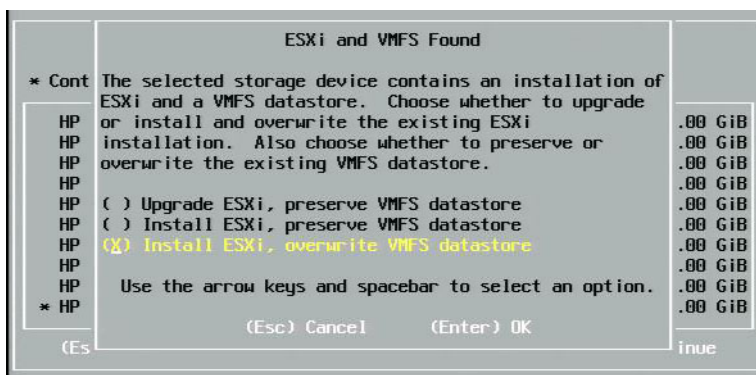 ESXi and VMFS Found
* Cont The selected storage device contains an installation of
ESXi and a VMFS datastore. Choose whether to upgrade
HP or install and overwrite the existing ESXi .00 GiB
HP installation. Also choose whether to preserve or .00 GiB
HP overwrite the existing VMFS datastore. .00 GiB
HP .00 GiB
HP ( ) Upgrade ESXi, preserve VMFS datastore .00 GiB
HP ( ) Install ESXi, preserve VMFS datastore .00 GiB
HP (X) Install ESXi, overwrite VMFS datastore .00 GiB
HP .00 GiB
HP Use the arrow keys and spacebar to select an option. .00 GiB
* HP .00 GiB
(Esc) Cancel (Enter) OK
(Es inue